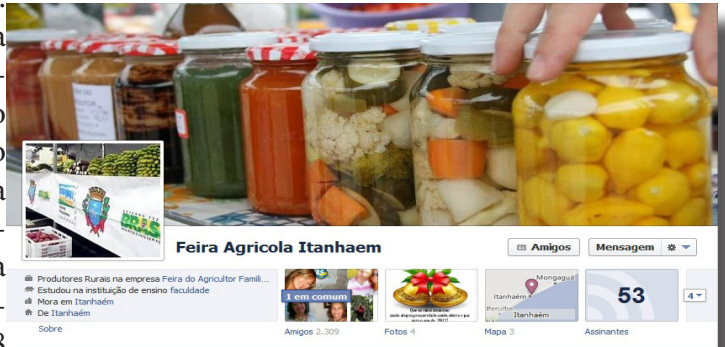 Feira Agricola Itanhaem
Amigos
Mensagem
Produtores Rurais na empresa Feira do Agricultor Famili...
Estudou na instituição de ensino faculdade
Mora em Itanhaém
De Itanhaém
Sobre
1 em comum
Amigos 2.309
Fotos 4
Mongaguá
Itanhaém
Peruíbe
Itanhaém
Mapa 3
53
Assinantes
4